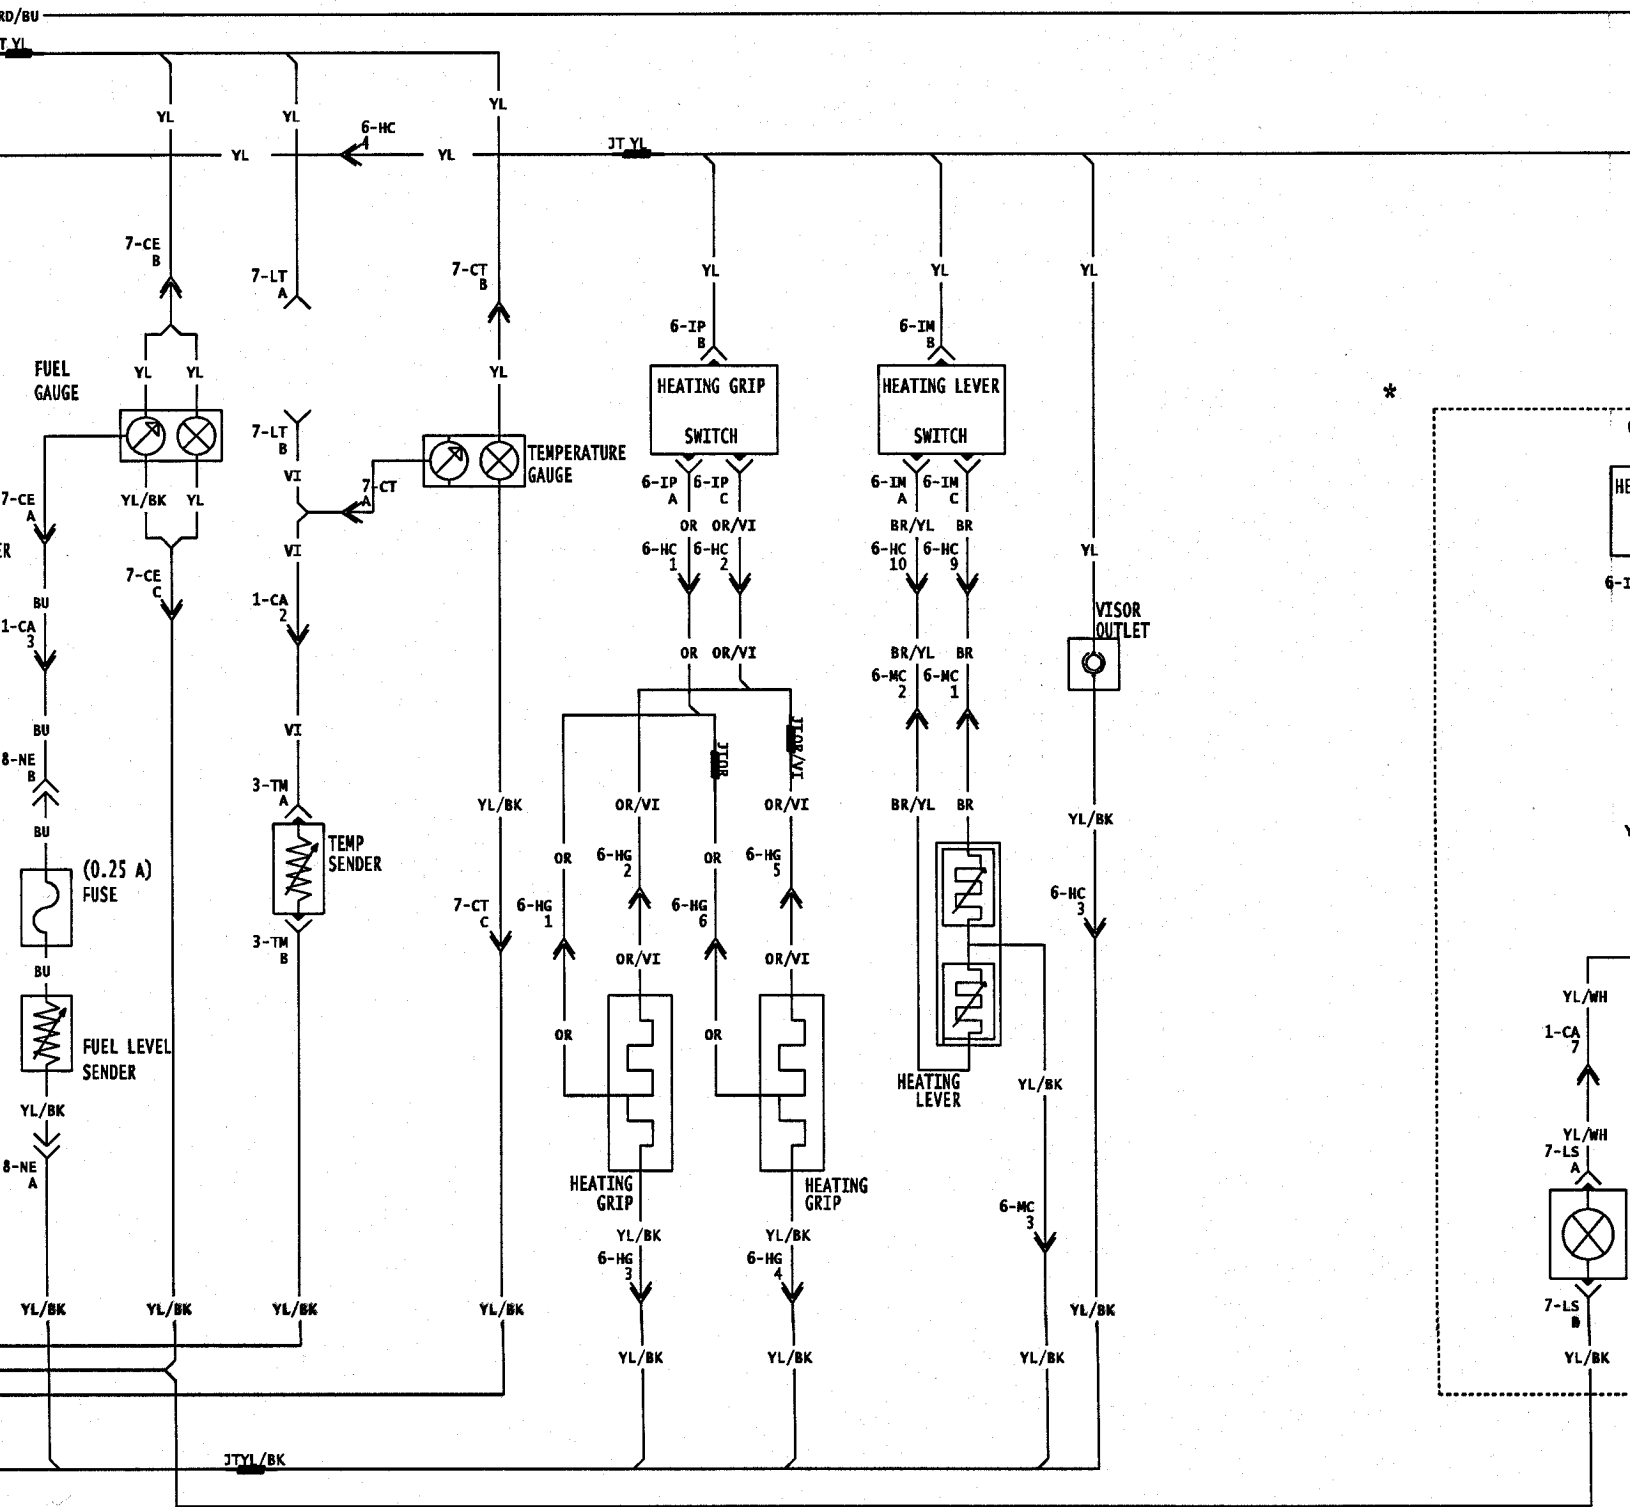 RD/BU
T YL
YL
YL
YL
6-HC
4
YL
YL
JT YL
7-CE
B
7-LT
A
7-CT
B
YL
YL
YL
6-IP
B
6-IM
B
FUEL
GAUGE
YL
YL
YL
HEATING GRIP
SWITCH
HEATING LEVER
SWITCH
*
7-LT
B
TEMPERATURE
GAUGE
VI
7-CT
A
7-CE
A
YL/BK
YL
6-IP
A
6-IP
C
6-IM
A
6-IM
C
HE
OR
OR/VI
BR/YL
BR
ER
VI
6-HC
1
6-HC
2
6-HC
10
6-HC
9
YL
7-CE
C
6-I
BU
1-CA
2
VISOR
OUTLET
1-CA
3
OR
OR/VI
BR/YL
BR
6-MC
2
6-MC
1
BU
VI
JTOR
JTOR/VI
8-NE
B
3-TM
A
YL/BK
OR/VI
OR/VI
BR/YL
BR
YL/BK
BU
TEMP
SENDER
(0.25 A)
FUSE
OR
6-HG
2
OR
6-HG
5
7-CT
C
6-HG
1
6-HG
6
6-HC
3
3-TM
B
BU
OR/VI
OR/VI
YL/WH
FUEL LEVEL
SENDER
OR
OR
1-CA
7
HEATING
LEVER
YL/BK
YL/BK
YL/WH
8-NE
A
7-LS
A
HEATING
GRIP
HEATING
GRIP
6-MC
3
YL/BK
YL/BK
6-HG
3
6-HG
4
YL/BK
YL/BK
YL/BK
YL/BK
YL/BK
7-LS
YL/BK
YL/BK
YL/BK
YL/BK
JTYL/BK